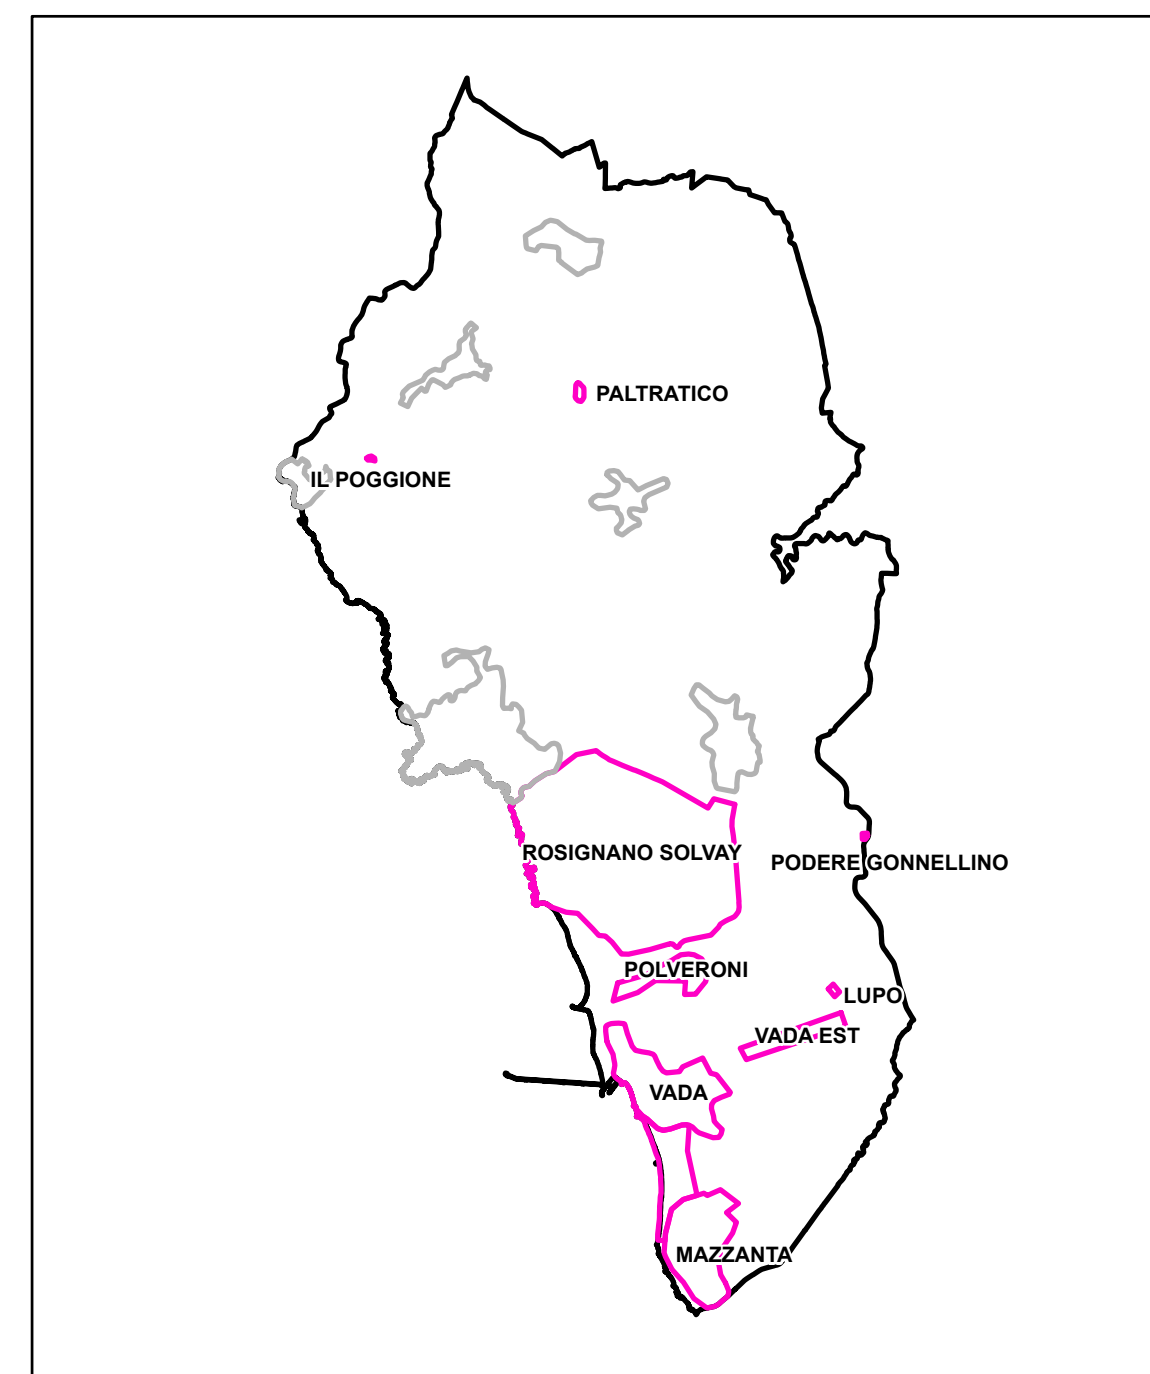 PALTRATICO
IL POGGIONE
ROSIGNANO SOLVAY
PODERE GONNELLINO
POLVERONI
LUPO
VADA EST
VADA
MAZZANTA